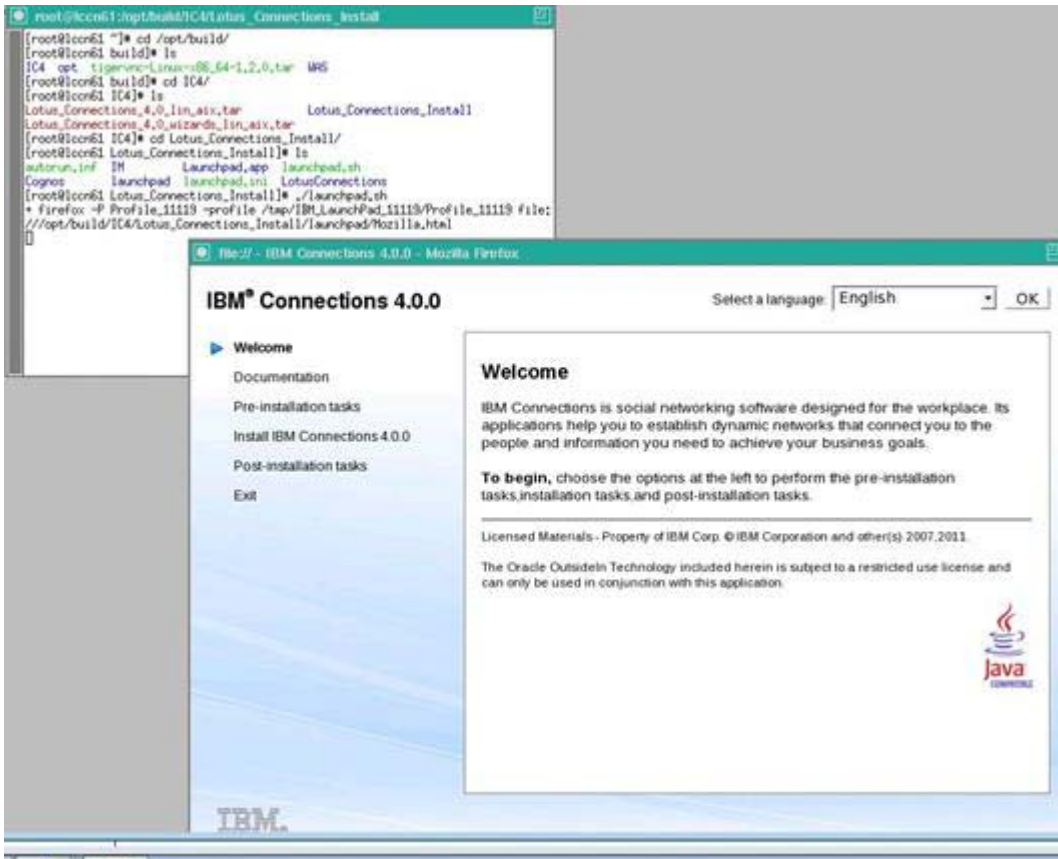 root@lccn61:/opt/build/IC4/Lotus_Connections_Install
[root@lccn61 ~]# cd /opt/build/
[root@lccn61 build]# ls
IC4 opt tigervnc-Linux-x86_64-1.2.0.tar WAS
[root@lccn61 build]# cd IC4/
[root@lccn61 IC4]# ls
Lotus_Connections_4.0_lin_aix.tar Lotus_Connections_Install
Lotus_Connections_4.0_wizards_lin_aix.tar
[root@lccn61 IC4]# cd Lotus_Connections_Install/
[root@lccn61 Lotus_Connections_Install]# ls
autorun.inf IM Launchpad.app launchpad.sh
Cognos launchpad launchpad.ini LotusConnections
[root@lccn61 Lotus_Connections_Install]# ./launchpad.sh
+ firefox -P Profile_11119 -profile /tmp/IBM_LaunchPad_11119/Profile_11119 file:
///opt/build/IC4/Lotus_Connections_Install/launchpad/Mozilla.html
file:// - IBM Connections 4.0.0 - Mozilla Firefox
IBM® Connections 4.0.0
Select a language: English OK
Welcome
Documentation
Pre-installation tasks
Install IBM Connections 4.0.0
Post-installation tasks
Exit
Welcome
IBM Connections is social networking software designed for the workplace. Its
applications help you to establish dynamic networks that connect you to the
people and information you need to achieve your business goals.
To begin, choose the options at the left to perform the pre-installation
tasks,installation tasks,and post-installation tasks.
Licensed Materials - Property of IBM Corp. © IBM Corporation and other(s) 2007,2011.
The Oracle OutsideIn Technology included herein is subject to a restricted use license and
can only be used in conjunction with this application.
Java
COMPATIBLE
IBM.